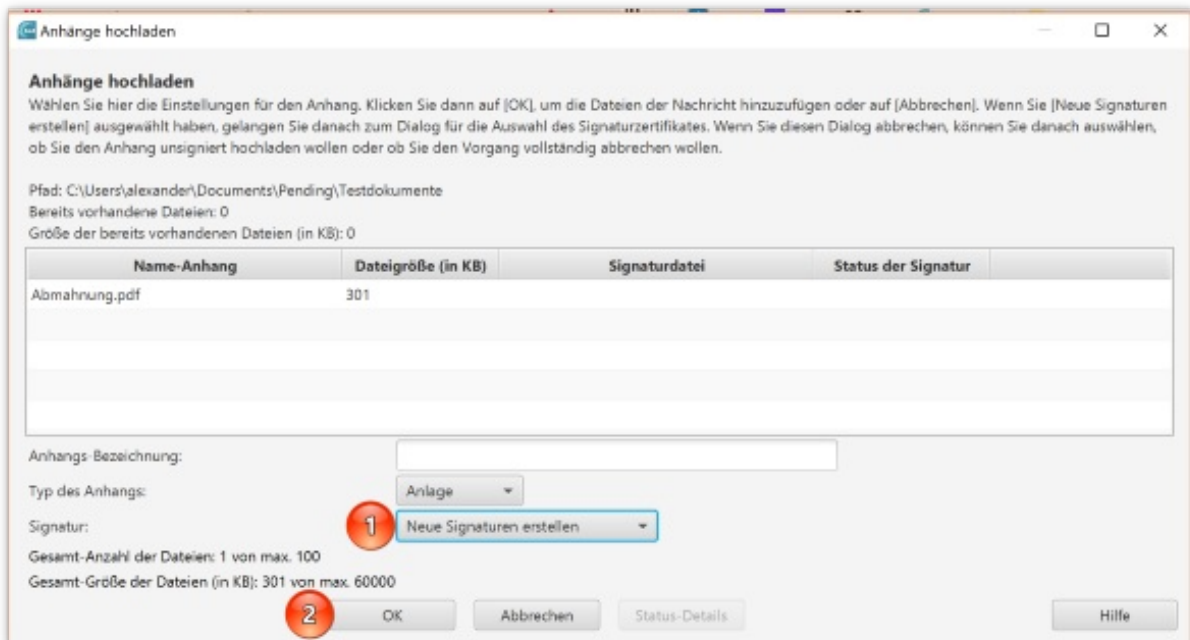 Anhänge hochladen
Anhänge hochladen
Wählen Sie hier die Einstellungen für den Anhang. Klicken Sie dann auf [OK], um die Dateien der Nachricht hinzuzufügen oder auf [Abbrechen]. Wenn Sie [Neue Signaturen
erstellen] ausgewählt haben, gelangen Sie danach zum Dialog für die Auswahl des Signaturzertifikates. Wenn Sie diesen Dialog abbrechen, können Sie danach auswählen,
ob Sie den Anhang unsigniert hochladen wollen oder ob Sie den Vorgang vollständig abbrechen wollen.
Pfad: C:\Users\alexander\Documents\Pending\Testdokumente
Bereits vorhandene Dateien: 0
Größe der bereits vorhandenen Dateien (in KB): 0
Name-Anhang Dateigröße (in KB) Signaturdatei Status der Signatur
Abmahnung.pdf 301
Anhangs-Bezeichnung:
Typ des Anhangs: Anlage
Signatur: 1 Neue Signaturen erstellen
Gesamt-Anzahl der Dateien: 1 von max. 100
Gesamt-Größe der Dateien (in KB): 301 von max. 60000
2 OK Abbrechen Status-Details Hilfe